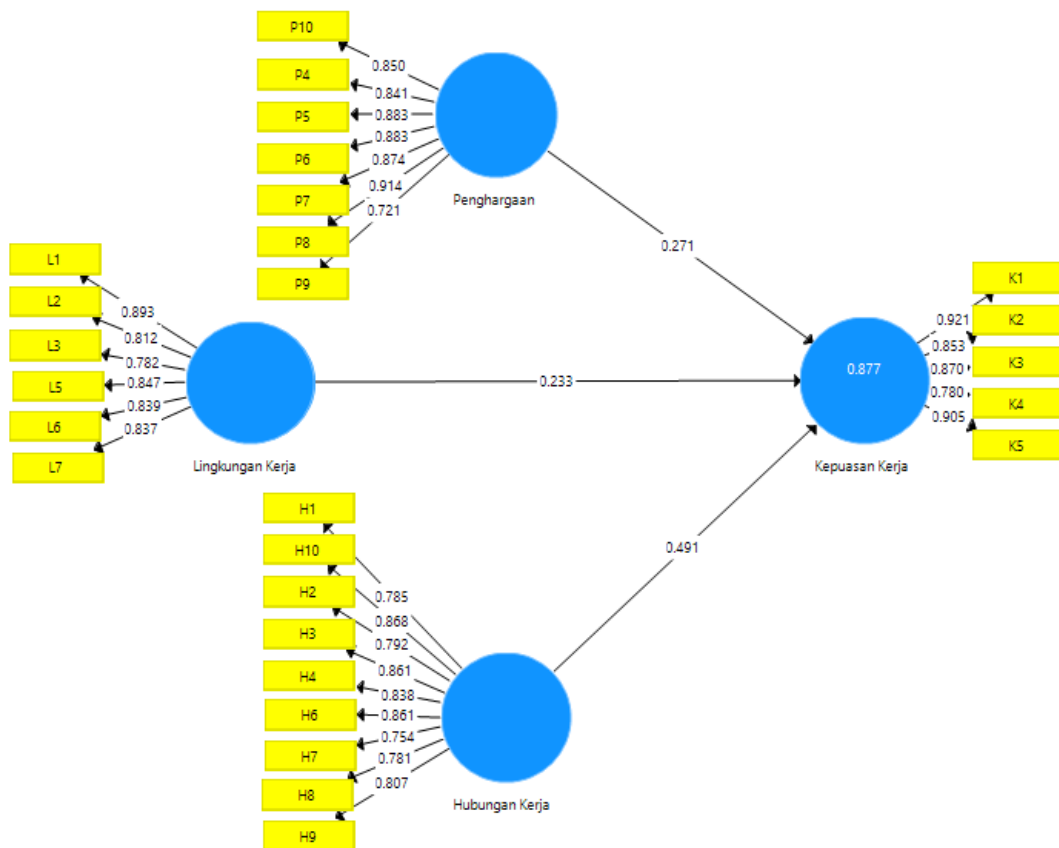 P10
P4
P5
P6
P7
P8
P9
0.850
0.841
0.883
0.883
0.874
0.914
0.721
Penghargaan
0.271
L1
L2
L3
L5
L6
L7
0.893
0.812
0.782
0.847
0.839
0.837
Lingkungan Kerja
0.233
0.877
Kepuasan Kerja
0.921
0.853
0.870
0.780
0.905
K1
K2
K3
K4
K5
H1
H10
H2
H3
H4
H6
H7
H8
H9
0.785
0.868
0.792
0.861
0.838
0.861
0.754
0.781
0.807
Hubungan Kerja
0.491